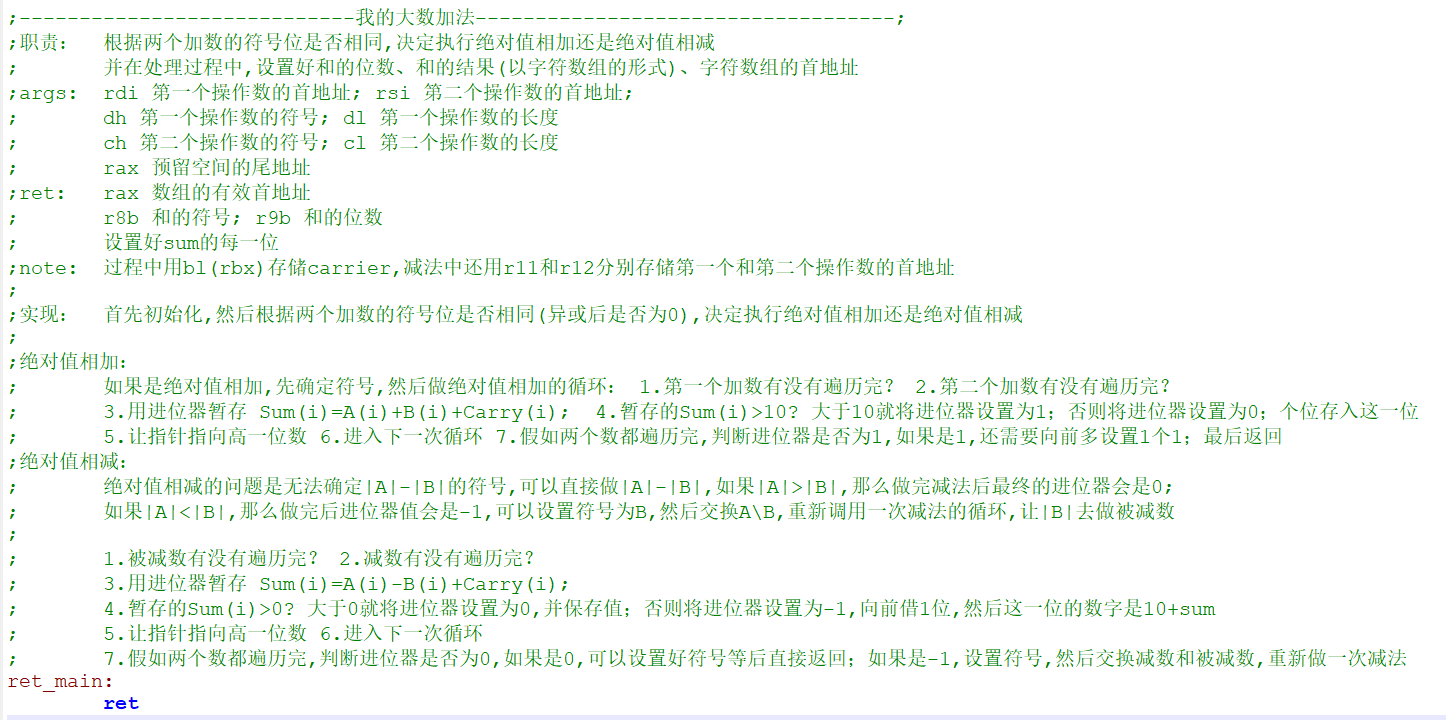 ;----------------------------我的大数加法-----------------------------------;
;职责: 根据两个加数的符号位是否相同,决定执行绝对值相加还是绝对值相减
; 并在处理过程中,设置好和的位数、和的结果(以字符数组的形式)、字符数组的首地址
;args: rdi 第一个操作数的首地址; rsi 第二个操作数的首地址;
; dh 第一个操作数的符号; dl 第一个操作数的长度
; ch 第二个操作数的符号; cl 第二个操作数的长度
; rax 预留空间的尾地址
;ret: rax 数组的有效首地址
; r8b 和的符号; r9b 和的位数
; 设置好sum的每一位
;note: 过程中用bl(rbx)存储carrier,减法中还用r11和r12分别存储第一个和第二个操作数的首地址
;
;实现: 首先初始化,然后根据两个加数的符号位是否相同(异或后是否为0),决定执行绝对值相加还是绝对值相减
;
;绝对值相加:
; 如果是绝对值相加,先确定符号,然后做绝对值相加的循环: 1.第一个加数有没有遍历完? 2.第二个加数有没有遍历完?
; 3.用进位器暂存 Sum(i)=A(i)+B(i)+Carry(i); 4.暂存的Sum(i)>10? 大于10就将进位器设置为1; 否则将进位器设置为0; 个位存入这一位
; 5.让指针指向高一位数 6.进入下一次循环 7.假如两个数都遍历完,判断进位器是否为1,如果是1,还需要向前多设置1个1; 最后返回
;绝对值相减:
; 绝对值相减的问题是无法确定|A|-|B|的符号,可以直接做|A|-|B|,如果|A|>|B|,那么做完减法后最终的进位器会是0;
; 如果|A|<|B|,那么做完后进位器值会是-1,可以设置符号为B,然后交换A\B,重新调用一次减法的循环,让|B|去做被减数
;
; 1.被减数有没有遍历完? 2.减数有没有遍历完?
; 3.用进位器暂存 Sum(i)=A(i)-B(i)+Carry(i);
; 4.暂存的Sum(i)>0? 大于0就将进位器设置为0,并保存值; 否则将进位器设置为-1,向前借1位,然后这一位的数字是10+sum
; 5.让指针指向高一位数 6.进入下一次循环
; 7.假如两个数都遍历完,判断进位器是否为0,如果是0,可以设置好符号等后直接返回; 如果是-1,设置符号,然后交换减数和被减数,重新做一次减法
ret_main:
ret